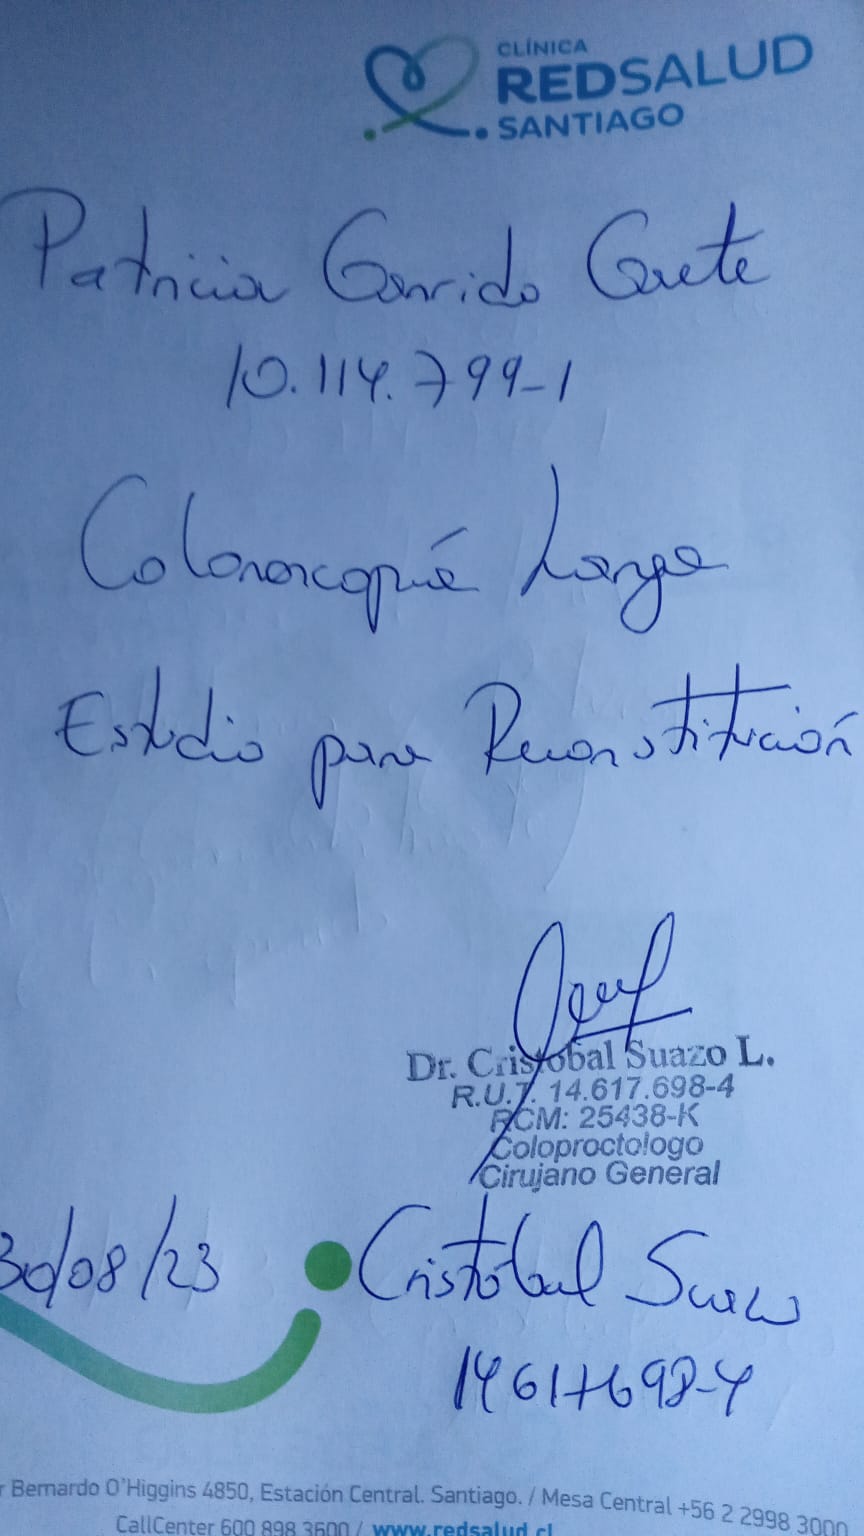 CLÍNICA
REDSALUD
SANTIAGO
Patricia Garrido Gaete
10.114.799-1
Colonoscopía Larga
Estudio para Reconstitución
Dr. Cristobal Suazo L.
R.U.T. 14.617.698-4
RCM: 25438-K
Coloproctologo
Cirujano General
30/08/23 Cristobal Suazo
14617698-4
r Bernardo O'Higgins 4850, Estación Central. Santiago. / Mesa Central +56 2 2998 3000
CallCenter 600 898 3600 / www.redsalud.cl